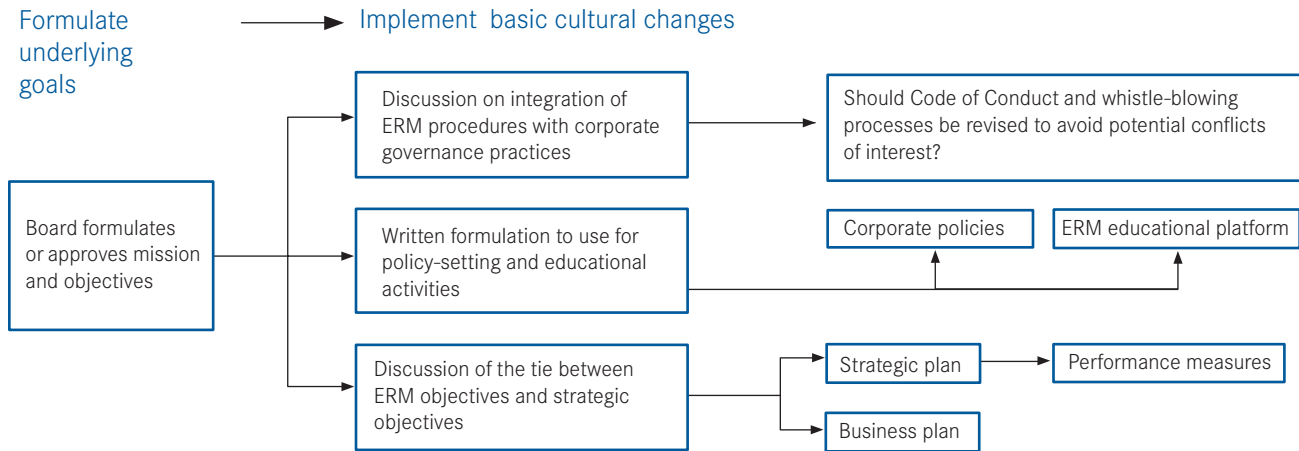 Formulate
underlying
goals
Implement basic cultural changes
Board formulates
or approves mission
and objectives
Discussion on integration of
ERM procedures with corporate
governance practices
Should Code of Conduct and whistle-blowing
processes be revised to avoid potential conflicts
of interest?
Written formulation to use for
policy-setting and educational
activities
Corporate policies
ERM educational platform
Discussion of the tie between
ERM objectives and strategic
objectives
Strategic plan
Performance measures
Business plan